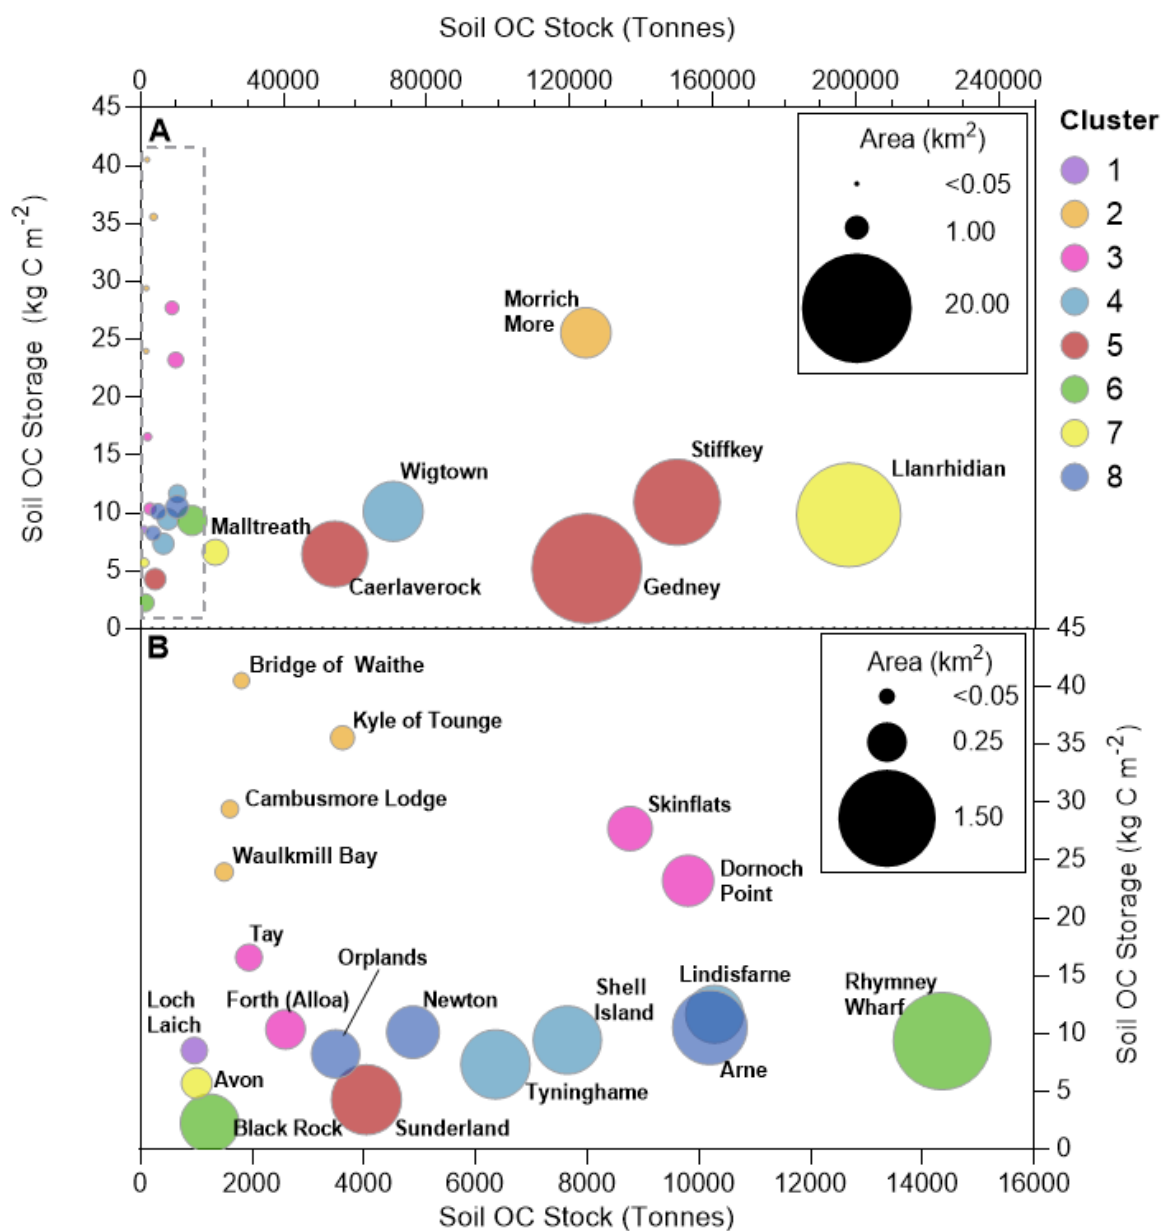 Soil OC Stock (Tonnes)
0 40000 80000 120000 160000 200000 240000
45
40
35
30
25
20
15
10
5
0
Soil OC Storage (kg C m-2)
A
Area (km2)
<0.05
1.00
20.00
Cluster
1
2
3
4
5
6
7
8
Morrich
More
Wigtown
Stiffkey
Llanrhidian
Malltreath
Caerlaverock
Gedney
B
Area (km2)
<0.05
0.25
1.50
Bridge of Waithe
Kyle of Tounge
Cambusmore Lodge
Waulkmill Bay
Skinflats
Dornoch
Point
Tay
Orplands
Loch
Laich
Forth (Alloa)
Newton
Shell
Island
Lindisfarne
Rhymney
Wharf
Avon
Tyninghame
Arne
Black Rock
Sunderland
45
40
35
30
25
20
15
10
5
0
Soil OC Storage (kg C m-2)
0 2000 4000 6000 8000 10000 12000 14000 16000
Soil OC Stock (Tonnes)